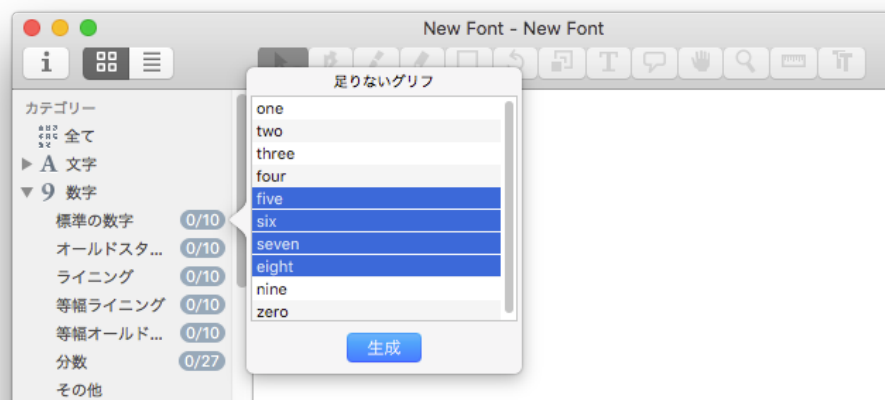 New Font - New Font
足りないグリフ
one
two
three
four
five
six
seven
eight
nine
zero
生成
カテゴリー
全て
文字
数字
標準の数字 0/10
オールドスタ... 0/10
ライニング 0/10
等幅ライニング 0/10
等幅オールド... 0/10
分数 0/27
その他